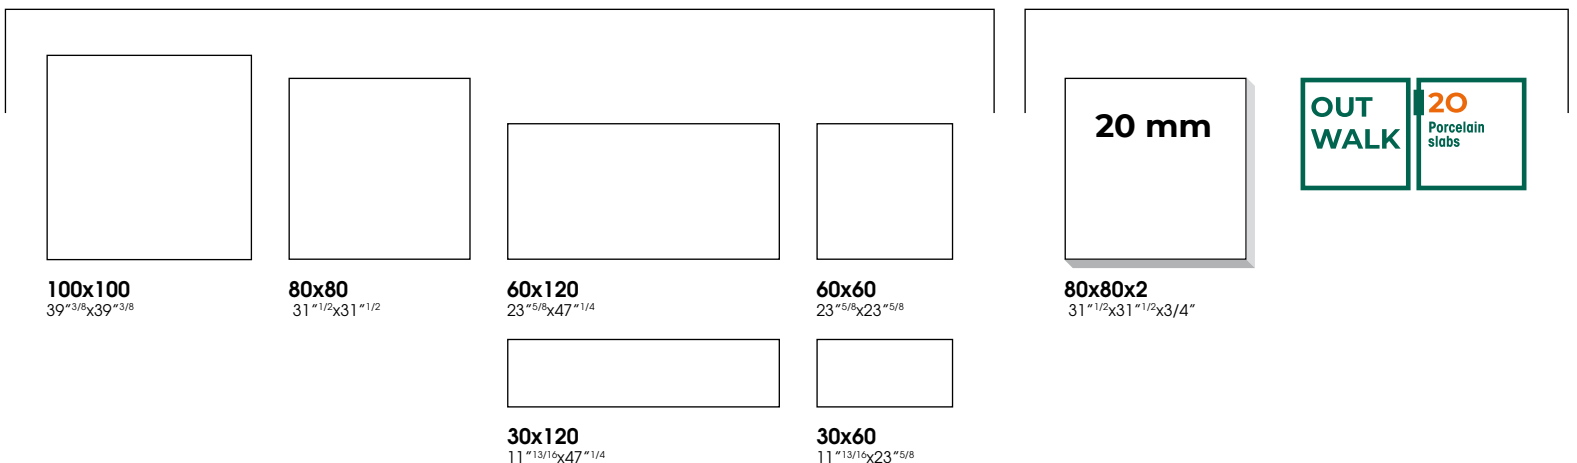 20 mm
OUT
WALK
20
Porcelain
slabs
100x100
39"3/8x39"3/8
80x80
31"1/2x31"1/2
60x120
23"5/8x47"1/4
60x60
23"5/8x23"5/8
80x80x2
31"1/2x31"1/2x3/4"
30x120
11"13/16x47"1/4
30x60
11"13/16x23"5/8